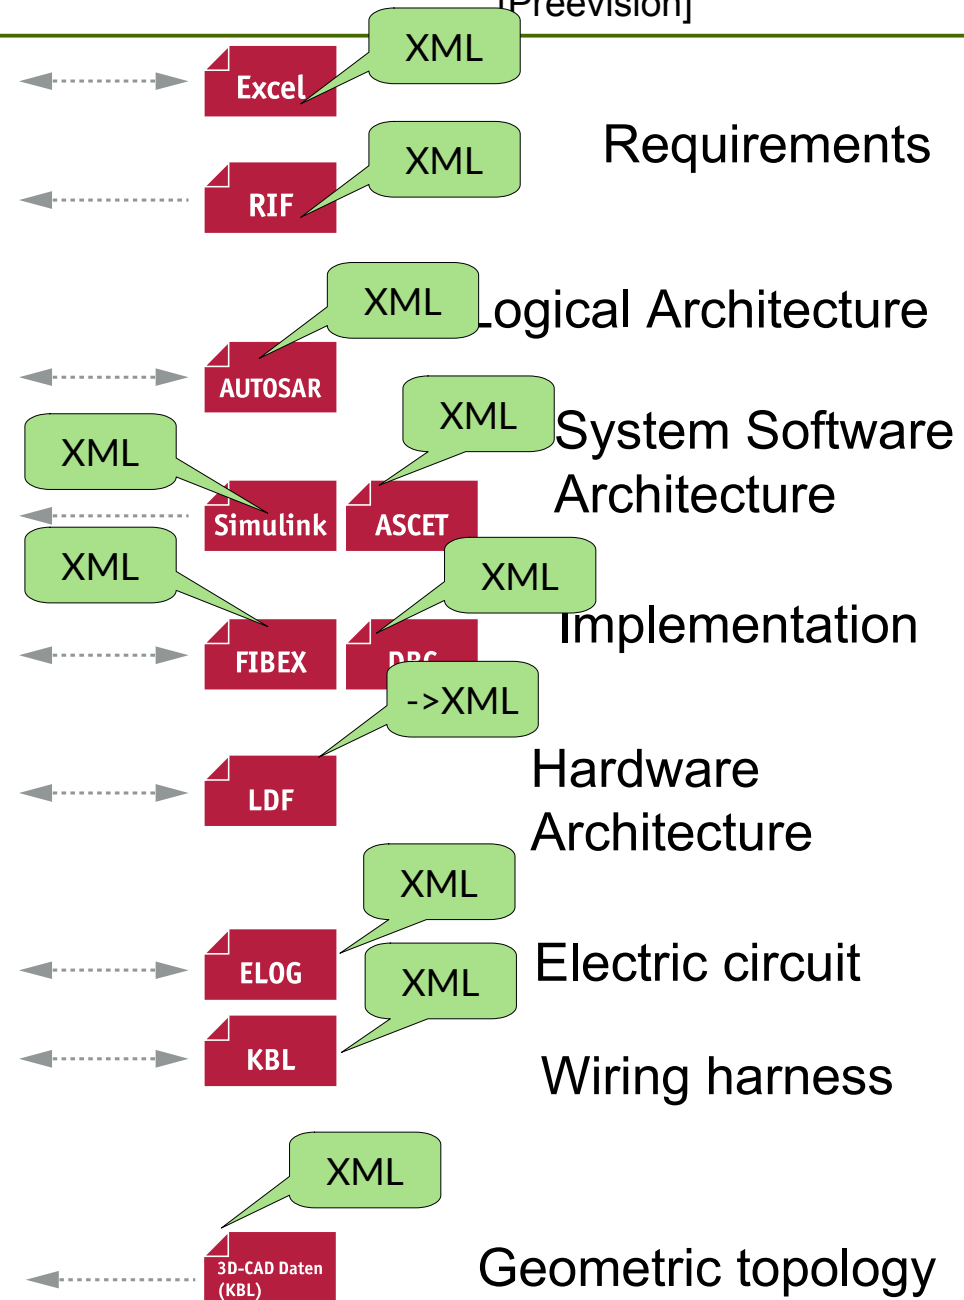 [Preevision]
XML
Excel
XML
Requirements
RIF
XML
Logical Architecture
AUTOSAR
XML
System Software
Architecture
XML
Simulink
ASCET
XML
XML
Implementation
FIBEX
DBC
->XML
Hardware
Architecture
LDF
XML
Electric circuit
ELOG
XML
KBL
Wiring harness
XML
3D-CAD Daten
(KBL)
Geometric topology